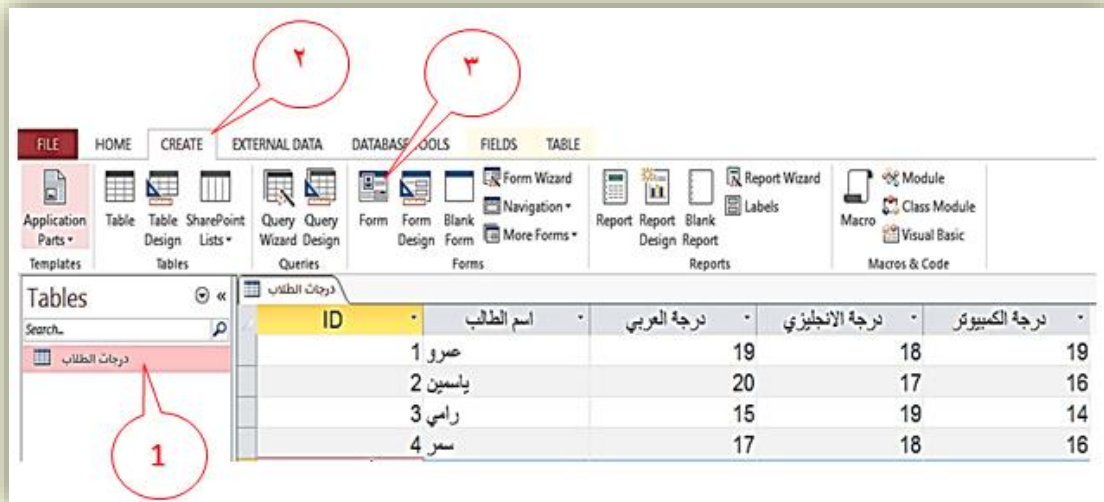 ٢
٣
FILE HOME CREATE EXTERNAL DATA DATABASE TOOLS FIELDS TABLE
Application Parts
Table
Table Design
SharePoint Lists
Query Wizard
Query Design
Form
Form Design
Blank Form
Form Wizard
Navigation
More Forms
Report
Report Design
Blank Report
Report Wizard
Labels
Macro
Module
Class Module
Visual Basic
Templates Tables Queries Forms Reports Macros & Code
Tables «
Search..
درجات الطلاب
1
درجات الطلاب
ID اسم الطالب درجة العربي درجة الانجليزي درجة الكمبيوتر
1 عمرو 19 18 19
2 ياسمين 20 17 16
3 رامي 15 19 14
4 سمر 17 18 16